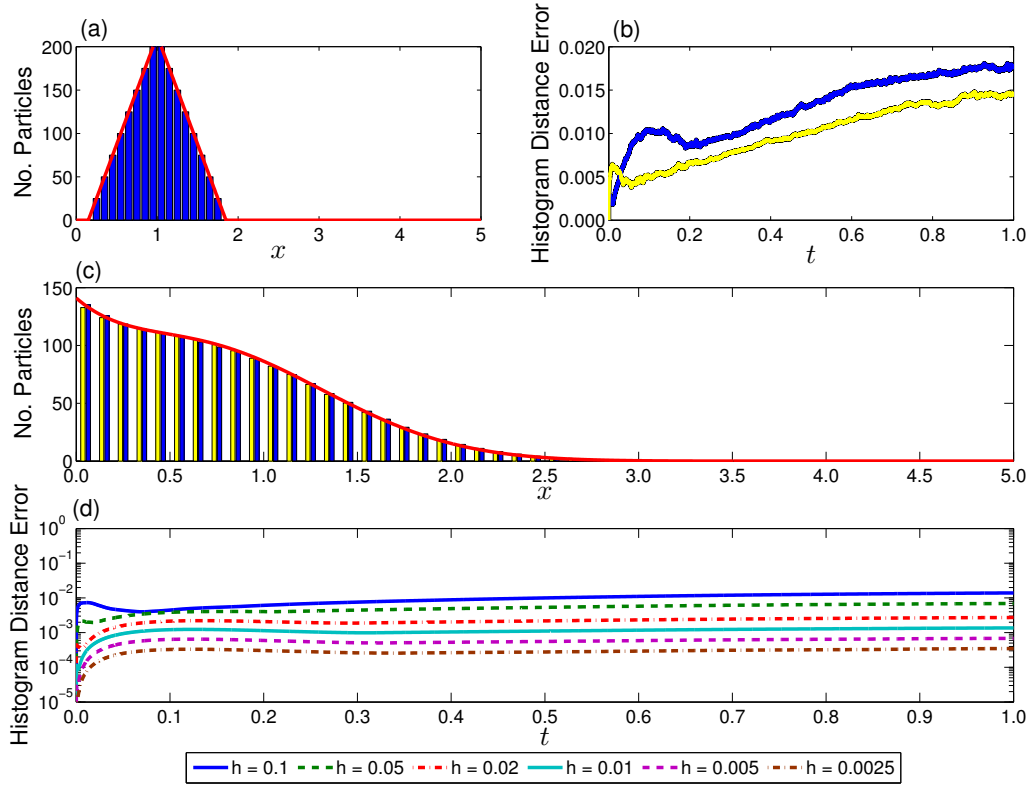 (a)
No. Particles
200
150
100
50
0
0 1 2 3 4 5
x
(b)
Histogram Distance Error
0.020
0.015
0.010
0.005
0.000
0.0 0.2 0.4 0.6 0.8 1.0
t
(c)
No. Particles
150
100
50
0
0.0 0.5 1.0 1.5 2.0 2.5 3.0 3.5 4.0 4.5 5.0
x
(d)
Histogram Distance Error
10^0
10^-1
10^-2
10^-3
10^-4
10^-5
0.0 0.1 0.2 0.3 0.4 0.5 0.6 0.7 0.8 0.9 1.0
t
h = 0.1 h = 0.05 h = 0.02 h = 0.01 h = 0.005 h = 0.0025